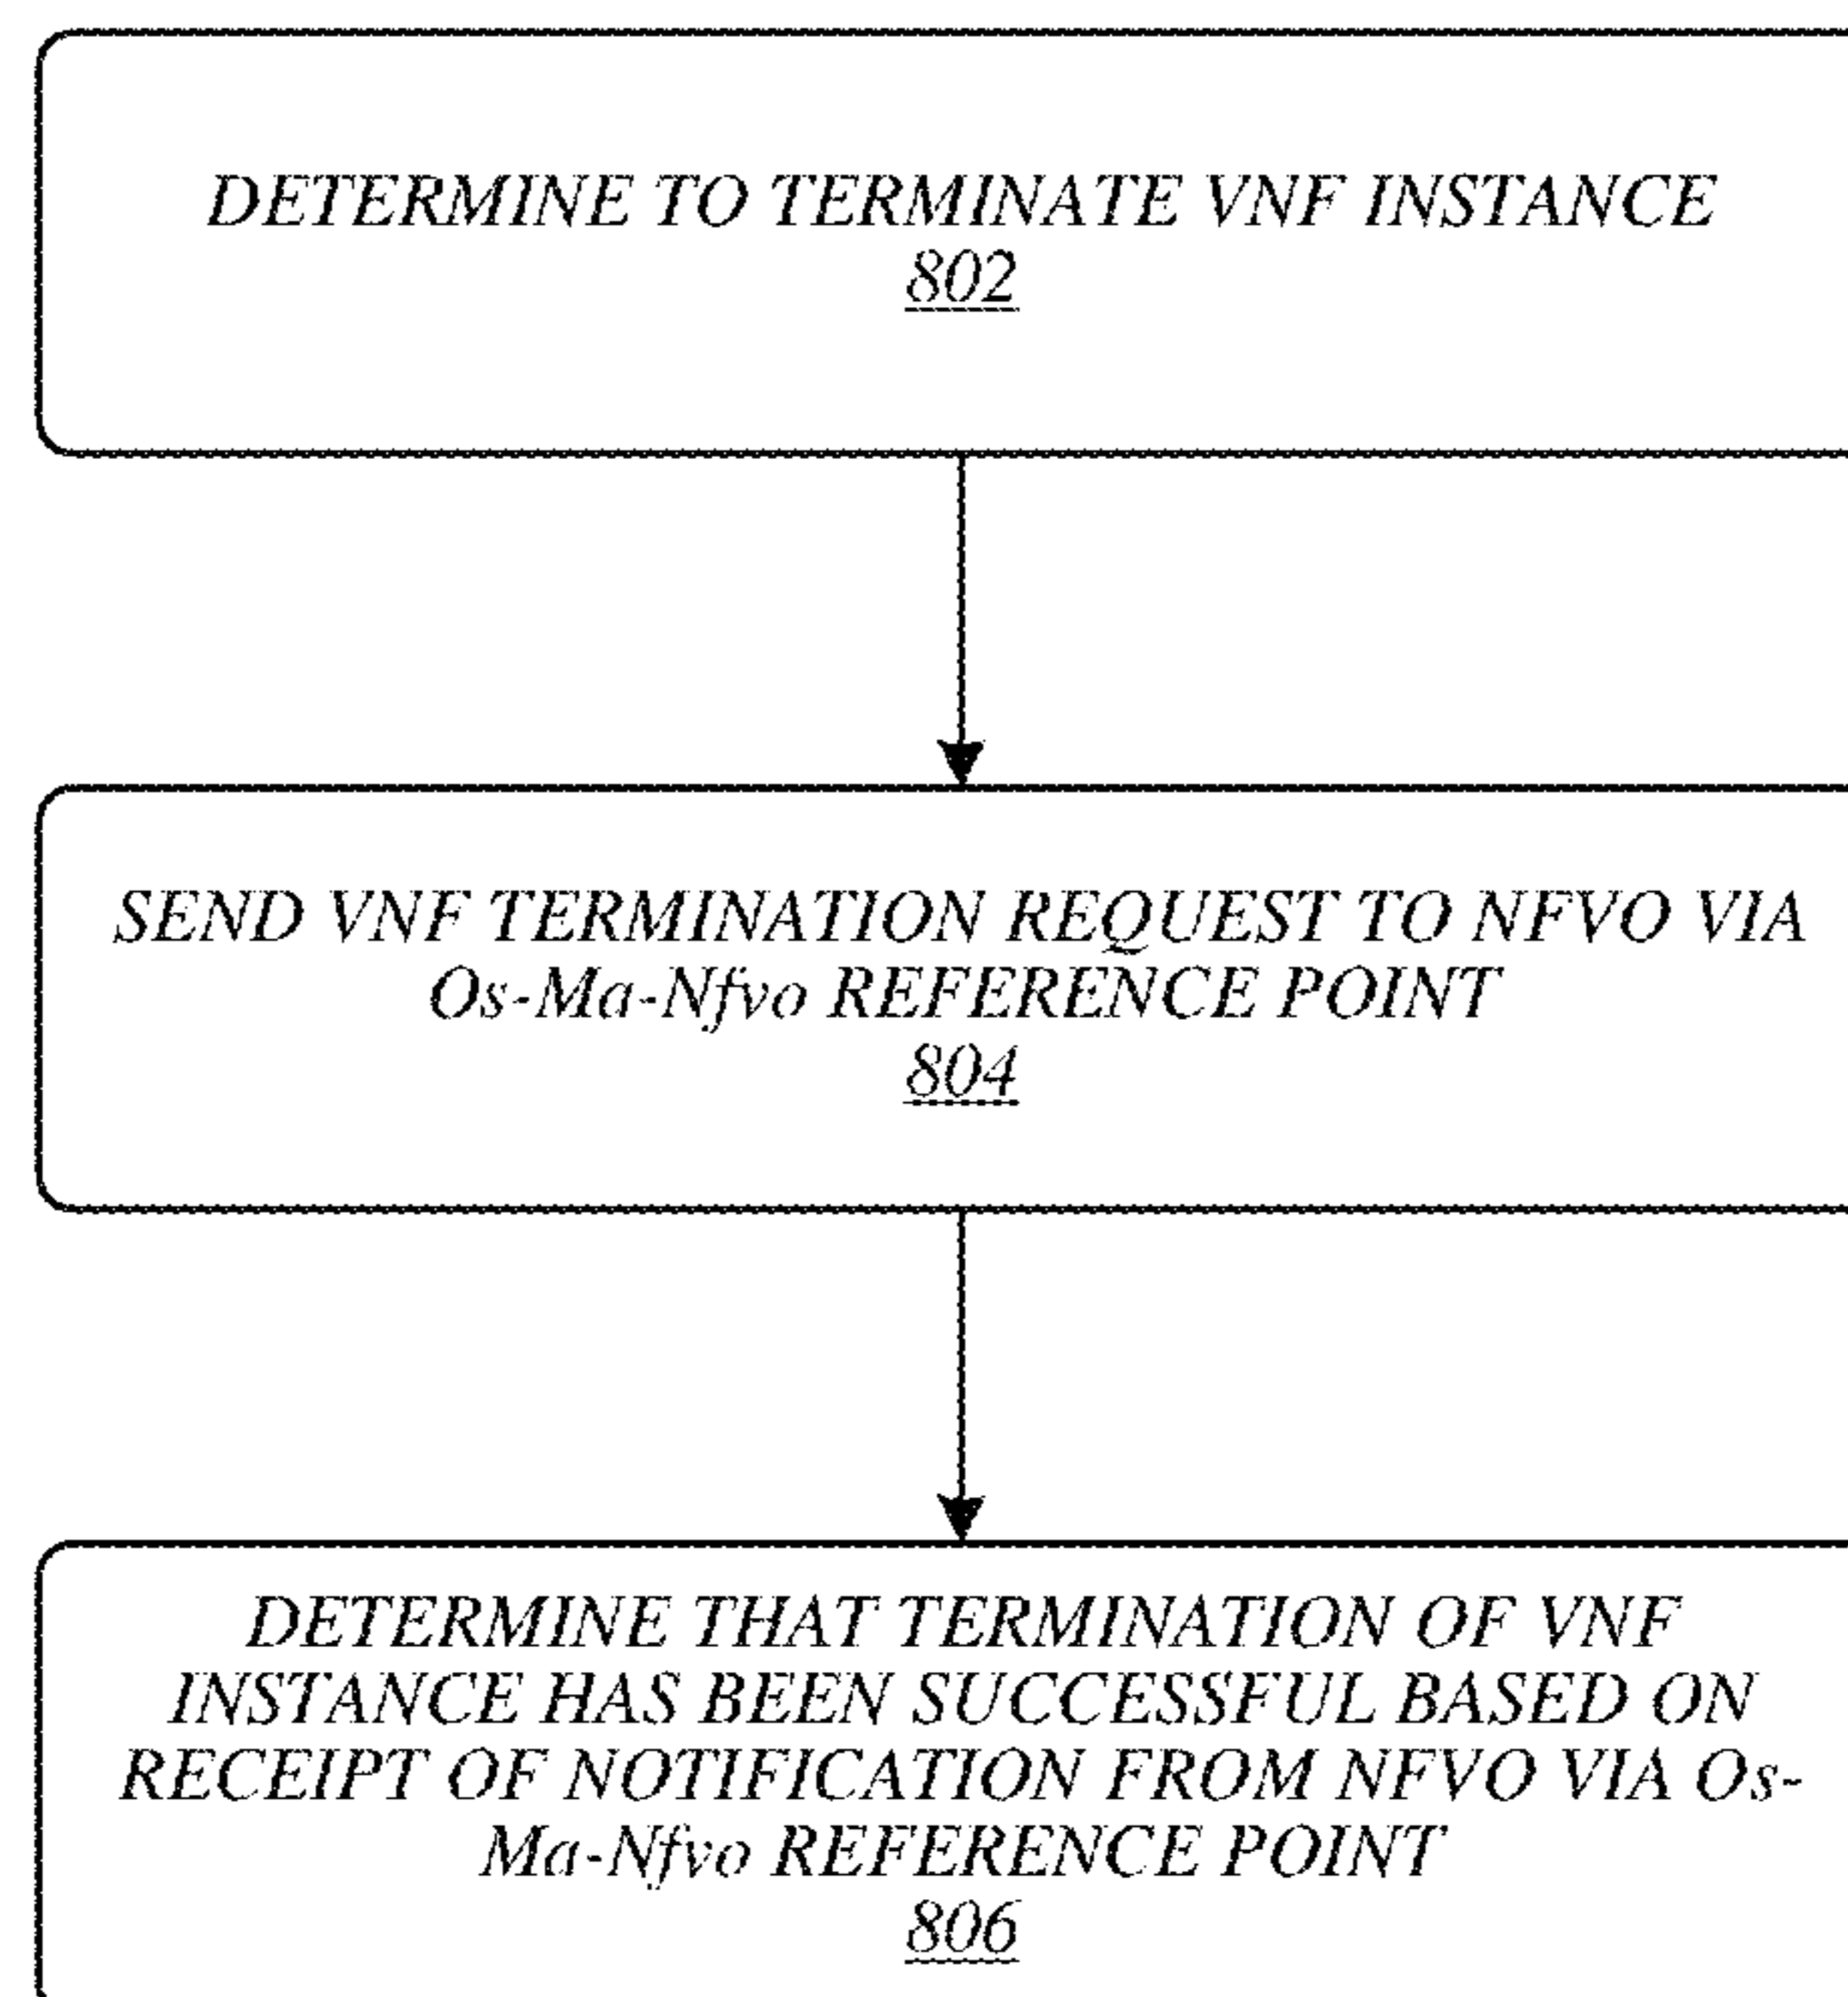 DETERMINE TO TERMINATE VNF INSTANCE
802
SEND VNF TERMINATION REQUEST TO NFVO VIA
Os-Ma-Nfvo REFERENCE POINT
804
DETERMINE THAT TERMINATION OF VNF
INSTANCE HAS BEEN SUCCESSFUL BASED ON
RECEIPT OF NOTIFICATION FROM NFVO VIA Os-
Ma-Nfvo REFERENCE POINT
806